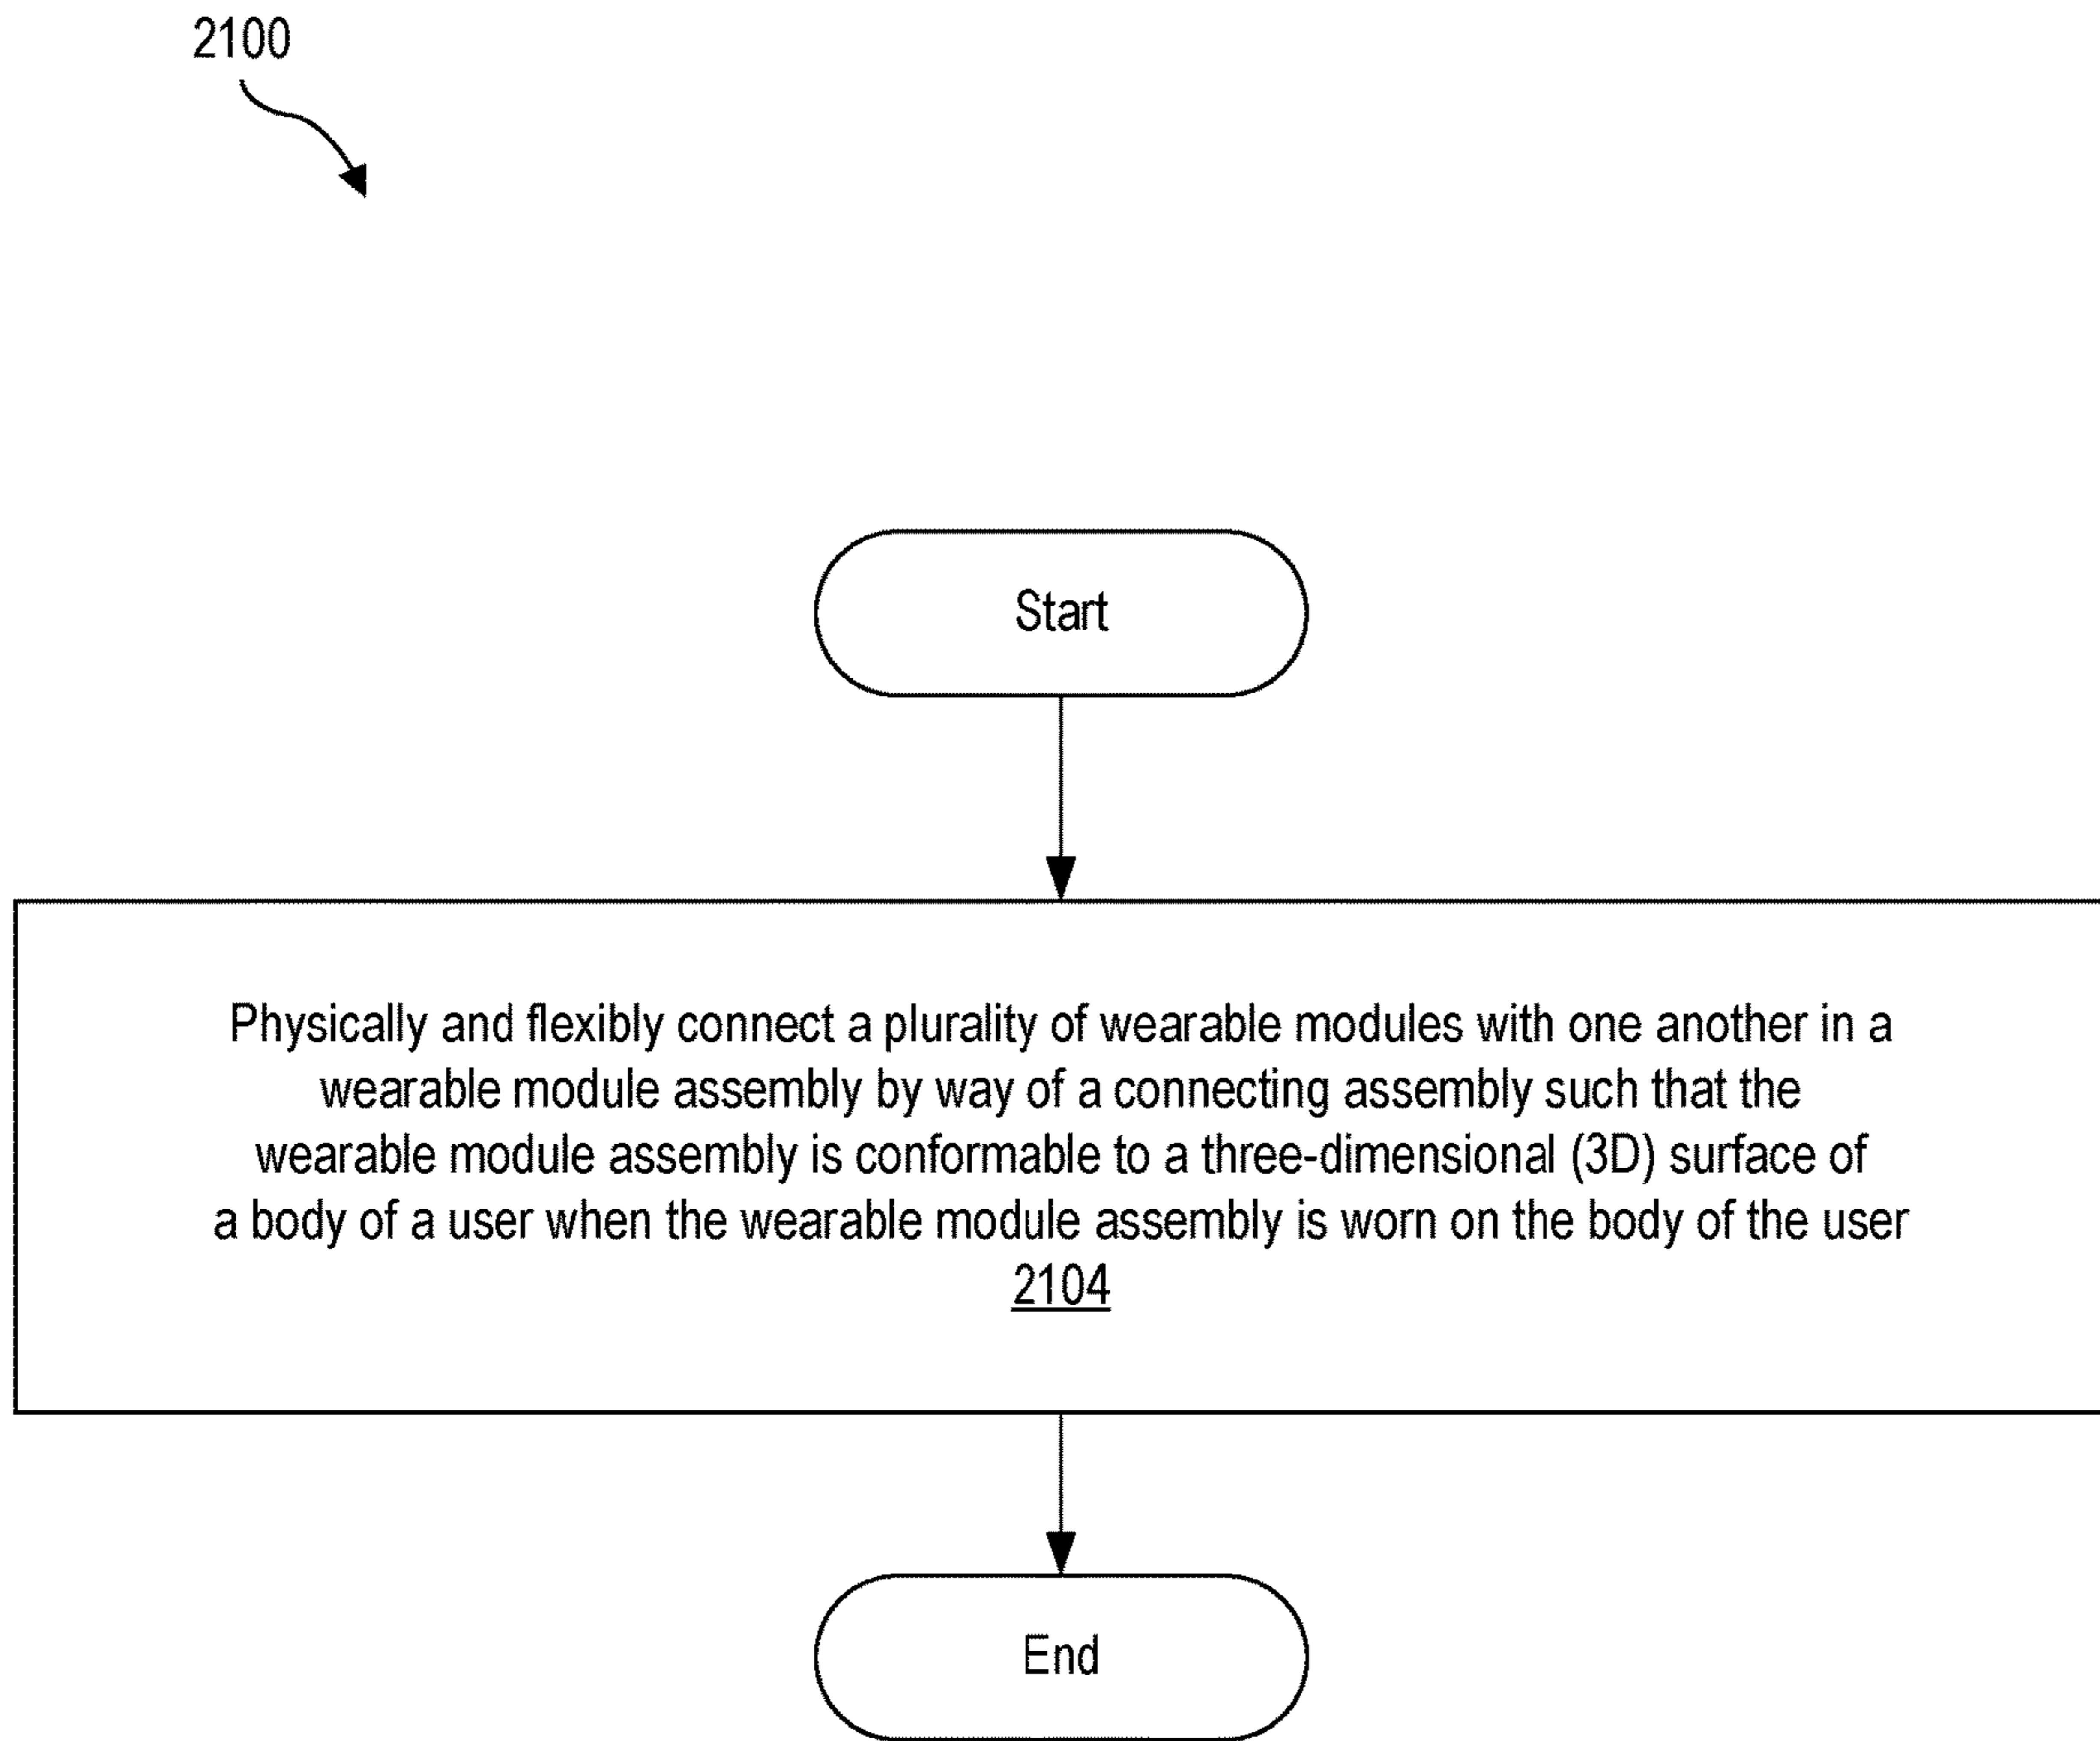 2100
Start
Physically and flexibly connect a plurality of wearable modules with one another in a
wearable module assembly by way of a connecting assembly such that the
wearable module assembly is conformable to a three-dimensional (3D) surface of
a body of a user when the wearable module assembly is worn on the body of the user
2104
End